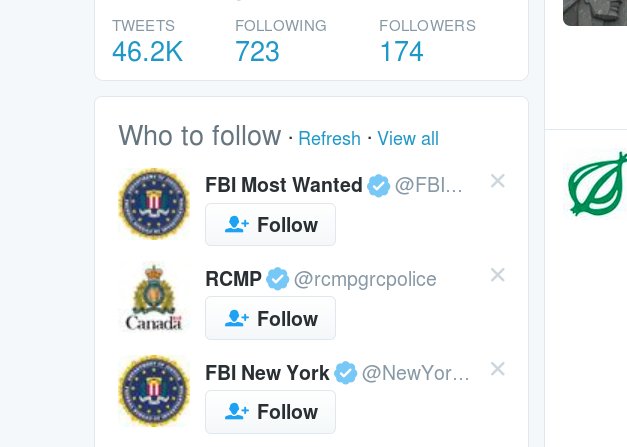 TWEETS FOLLOWING FOLLOWERS
46.2K 723 174
Who to follow · Refresh · View all
FBI Most Wanted @FBI...
Follow
RCMP @rcmpgrcpolice
Canada
Follow
FBI New York @NewYor...
Follow